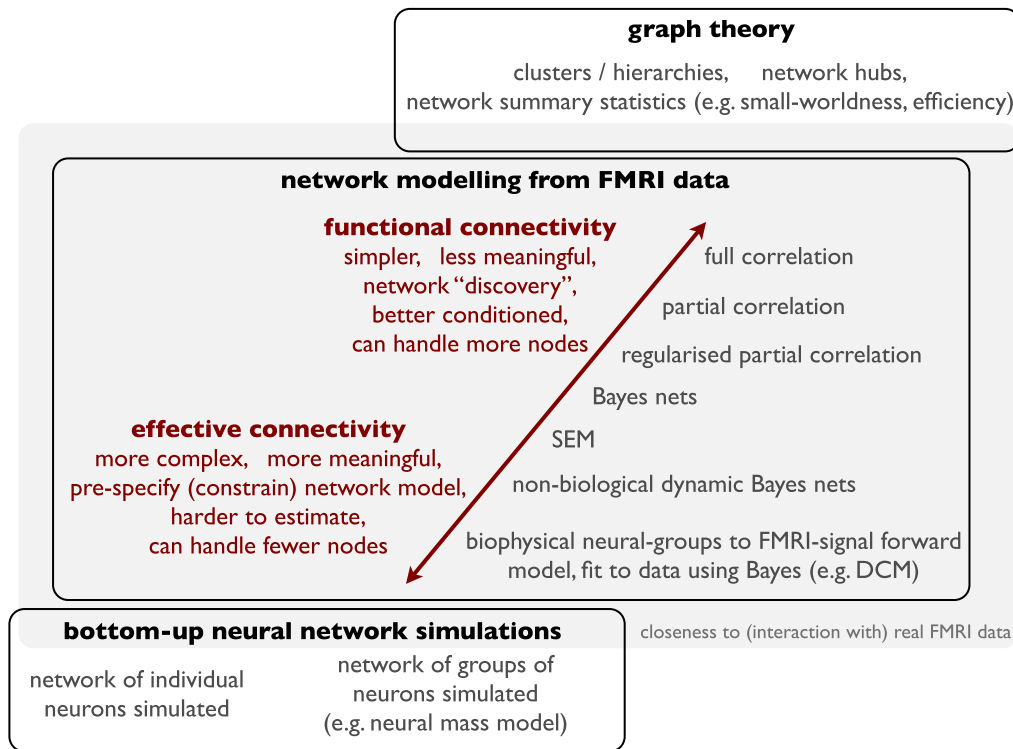 graph theory
clusters / hierarchies, network hubs,
network summary statistics (e.g. small-worldness, efficiency)
network modelling from FMRI data
functional connectivity
simpler, less meaningful,
network “discovery”,
better conditioned,
can handle more nodes
full correlation
partial correlation
regularised partial correlation
Bayes nets
SEM
non-biological dynamic Bayes nets
biophysical neural-groups to FMRI-signal forward
model, fit to data using Bayes (e.g. DCM)
effective connectivity
more complex, more meaningful,
pre-specify (constrain) network model,
harder to estimate,
can handle fewer nodes
bottom-up neural network simulations
network of individual
neurons simulated
network of groups of
neurons simulated
(e.g. neural mass model)
closeness to (interaction with) real FMRI data